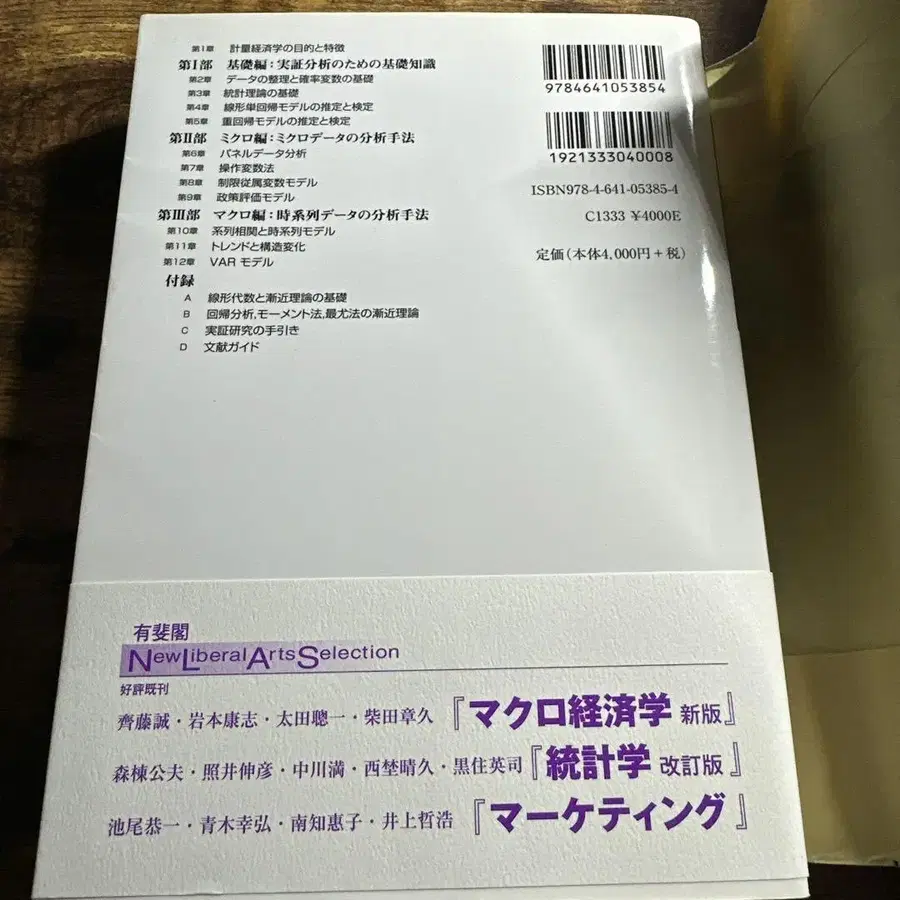 第1章 計量経済学の目的と特徴
第Ⅰ部 基礎編：実証分析のための基礎知識
第2章 データの整理と確率変数の基礎
第3章 統計理論の基礎
第4章 線形単回帰モデルの推定と検定
第5章 重回帰モデルの推定と検定
第Ⅱ部 ミクロ編：ミクロデータの分析手法
第6章 パネルデータ分析
第7章 操作変数法
第8章 制限従属変数モデル
第9章 政策評価モデル
第Ⅲ部 マクロ編：時系列データの分析手法
第10章 系列相関と時系列モデル
第11章 トレンドと構造変化
第12章 VAR モデル
付録
A 線形代数と漸近理論の基礎
B 回帰分析,モーメント法,最尤法の漸近理論
C 実証研究の手引き
D 文献ガイド
9784641053854
1921333040008
ISBN978-4-641-05385-4
C1333 ¥4000E
定価(本体4,000円+税)
有斐閣
NewLiberalArtsSelection
好評既刊
齊藤誠・岩本康志・太田聰一・柴田章久『マクロ経済学 新版』
森棟公夫・照井伸彦・中川満・西埜晴久・黒住英司『統計学 改訂版』
池尾恭一・青木幸弘・南知惠子・井上哲浩『マーケティング』